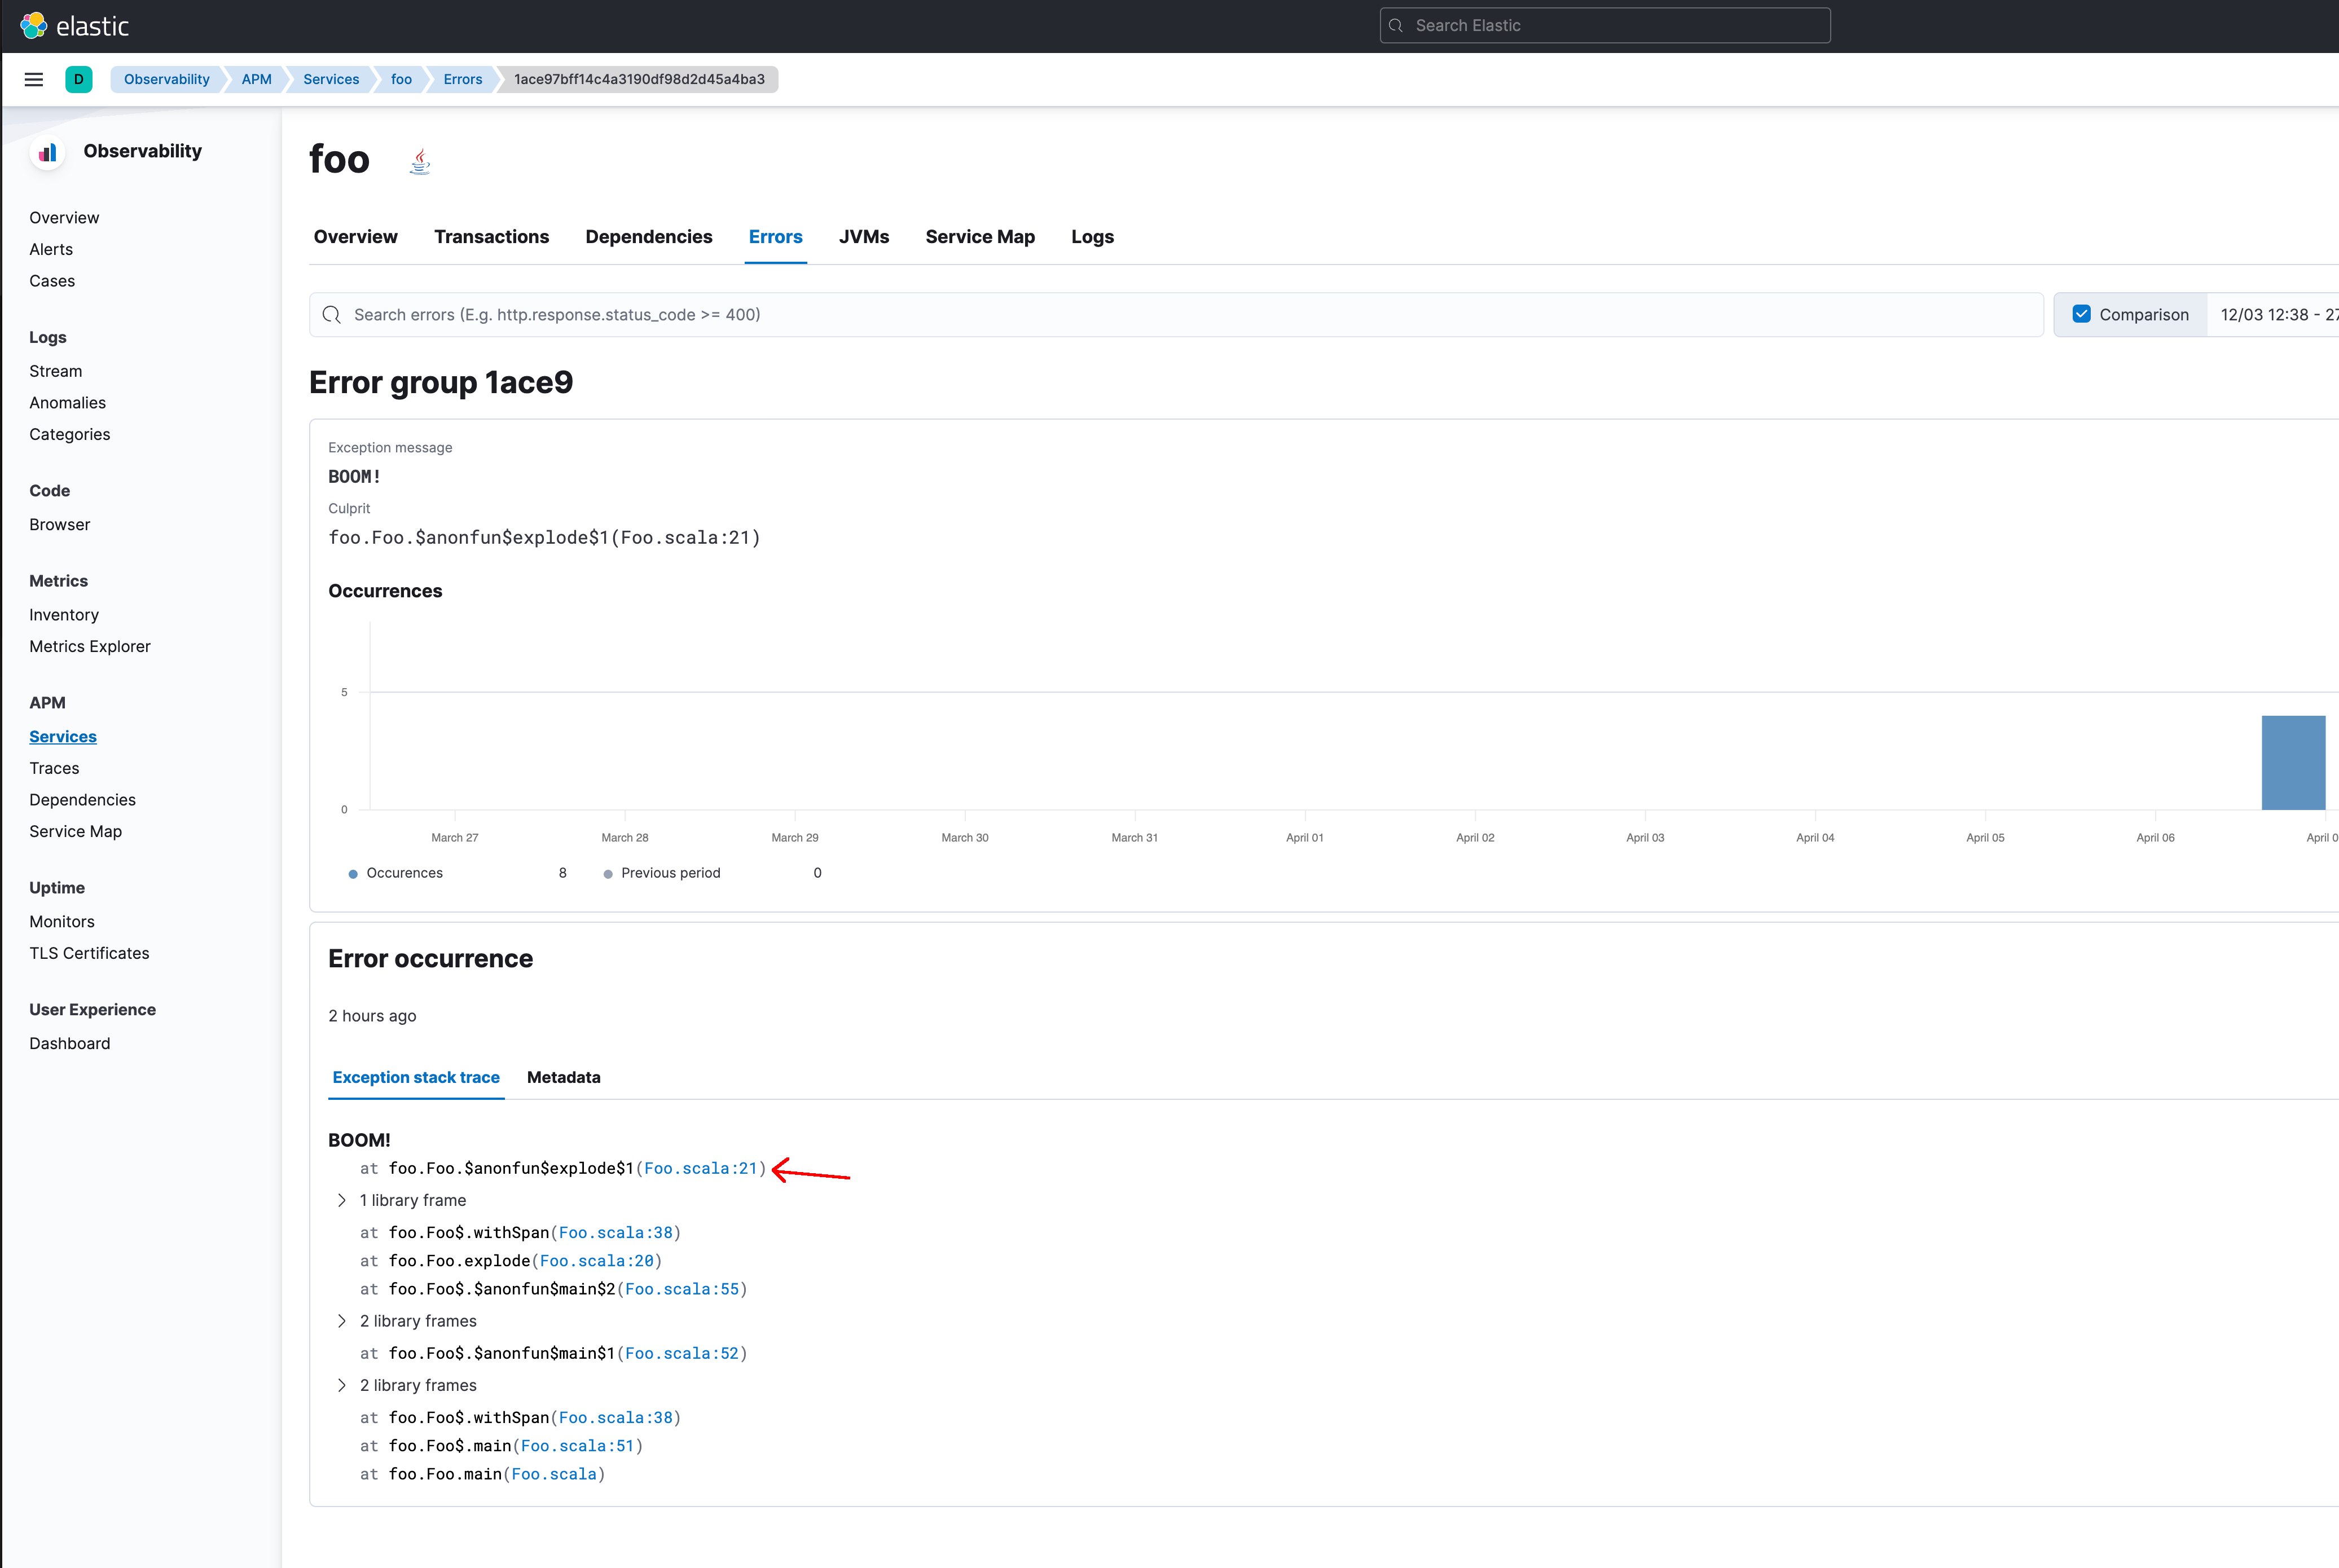 elastic
Search Elastic
D
Observability
APM
Services
foo
Errors
1ace97bff14c4a3190df98d2d45a4ba3
Observability
Overview
Alerts
Cases
Logs
Stream
Anomalies
Categories
Code
Browser
Metrics
Inventory
Metrics Explorer
APM
Services
Traces
Dependencies
Service Map
Uptime
Monitors
TLS Certificates
User Experience
Dashboard
foo
Overview
Transactions
Dependencies
Errors
JVMs
Service Map
Logs
Search errors (E.g. http.response.status_code >= 400)
Comparison
12/03 12:38 - 27
Error group 1ace9
Exception message
BOOM!
Culprit
foo.Foo.$anonfun$explode$1(Foo.scala:21)
Occurrences
5
0
March 27
March 28
March 29
March 30
March 31
April 01
April 02
April 03
April 04
April 05
April 06
April 0
Occurences 8
Previous period 0
Error occurrence
2 hours ago
Exception stack trace
Metadata
BOOM!
at foo.Foo.$anonfun$explode$1(Foo.scala:21)
1 library frame
at foo.Foo$.withSpan(Foo.scala:38)
at foo.Foo.explode(Foo.scala:20)
at foo.Foo$.$anonfun$main$2(Foo.scala:55)
2 library frames
at foo.Foo$.$anonfun$main$1(Foo.scala:52)
2 library frames
at foo.Foo$.withSpan(Foo.scala:38)
at foo.Foo$.main(Foo.scala:51)
at foo.Foo.main(Foo.scala)